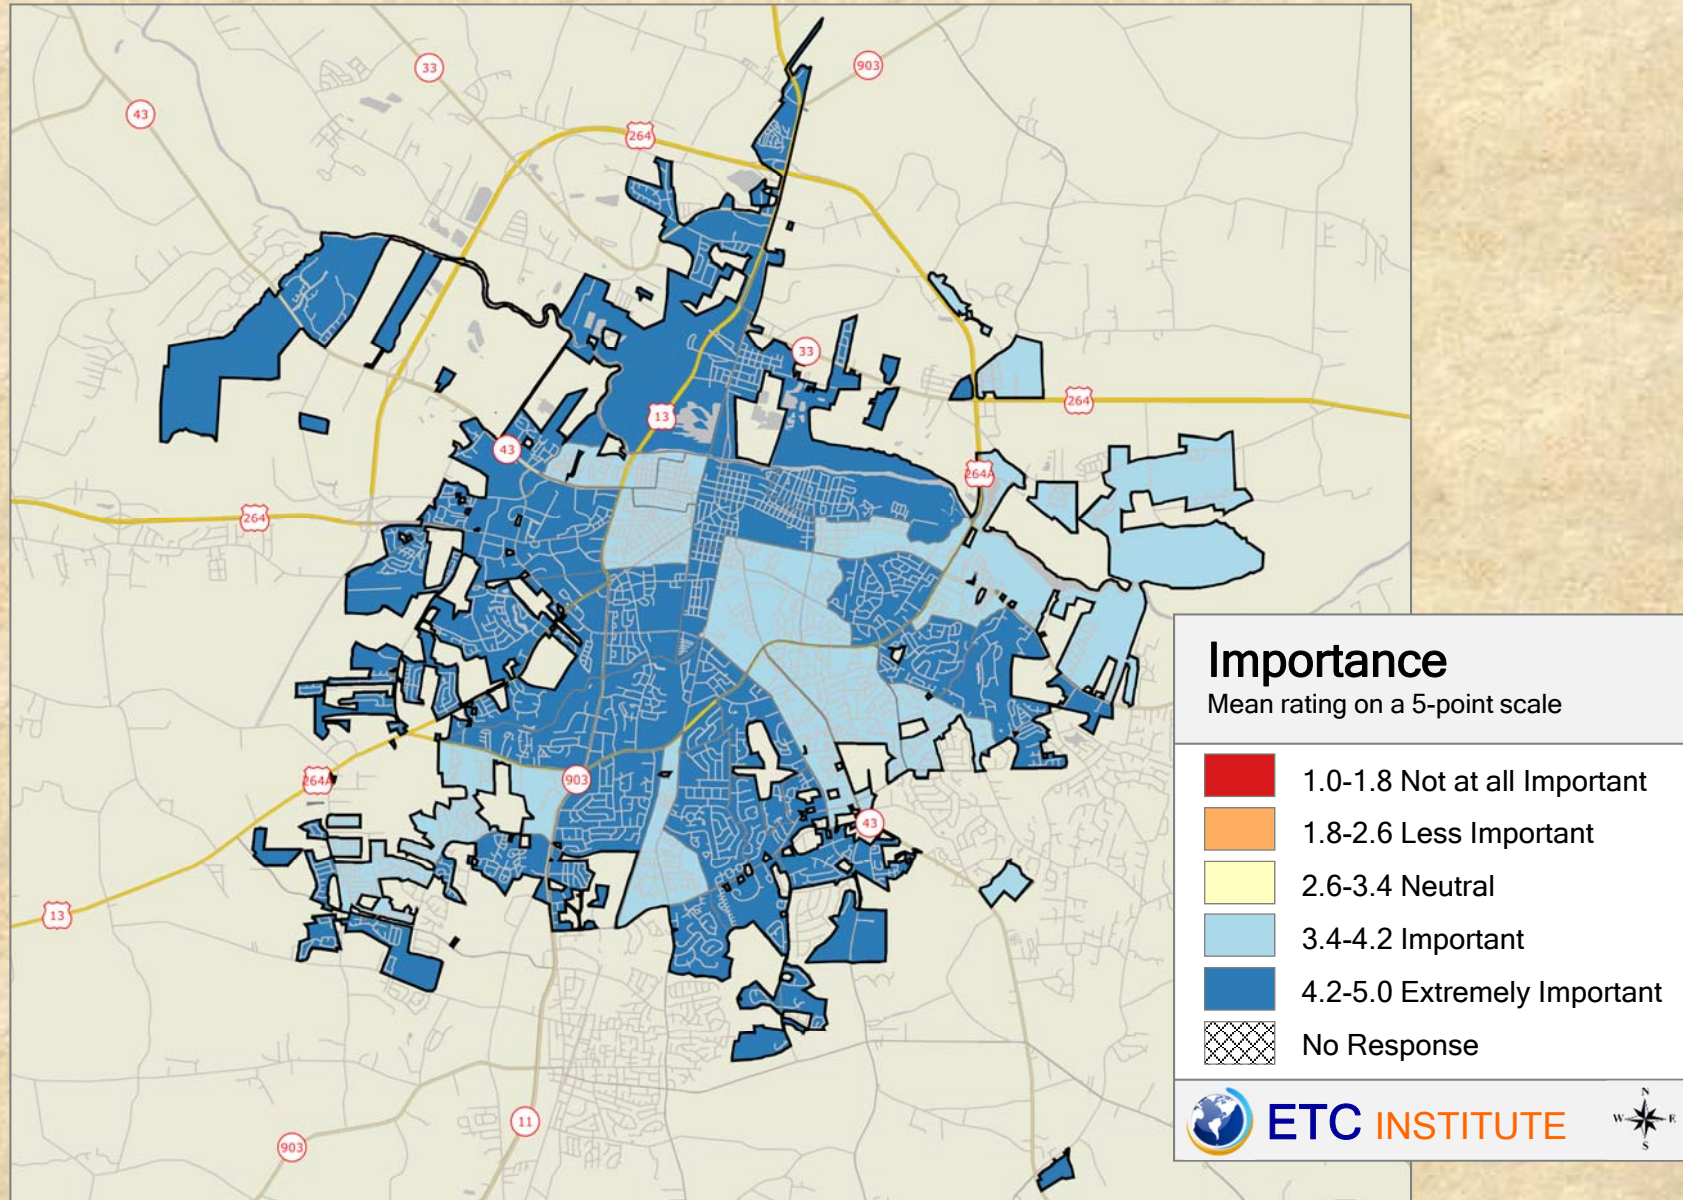 33
903
43
264
33
264
13
43
264A
264
903
264A
43
13
11
903
Importance
Mean rating on a 5-point scale
1.0-1.8 Not at all Important
1.8-2.6 Less Important
2.6-3.4 Neutral
3.4-4.2 Important
4.2-5.0 Extremely Important
No Response
ETC INSTITUTE
N
W E
S